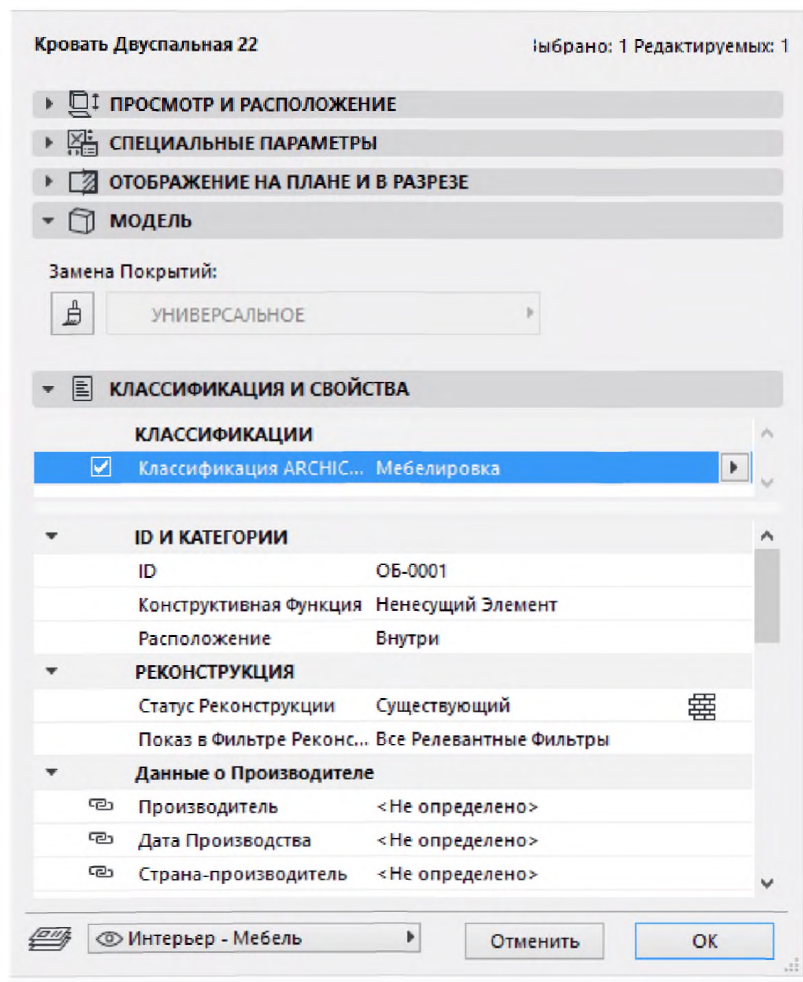 Кровать Двуспальная 22 Выбрано: 1 Редактируемых: 1
ПРОСМОТР И РАСПОЛОЖЕНИЕ
СПЕЦИАЛЬНЫЕ ПАРАМЕТРЫ
ОТОБРАЖЕНИЕ НА ПЛАНЕ И В РАЗРЕЗЕ
МОДЕЛЬ
Замена Покрытий:
УНИВЕРСАЛЬНОЕ
КЛАССИФИКАЦИЯ И СВОЙСТВА
КЛАССИФИКАЦИИ
Классификация ARCHIC... Мебелировка
ID И КАТЕГОРИИ
ID ОБ-0001
Конструктивная Функция Ненесущий Элемент
Расположение Внутри
РЕКОНСТРУКЦИЯ
Статус Реконструкции Существующий
Показ в Фильтре Реконс... Все Релевантные Фильтры
Данные о Производителе
Производитель <Не определено>
Дата Производства <Не определено>
Страна-производитель <Не определено>
Интерьер - Мебель Отменить ОК